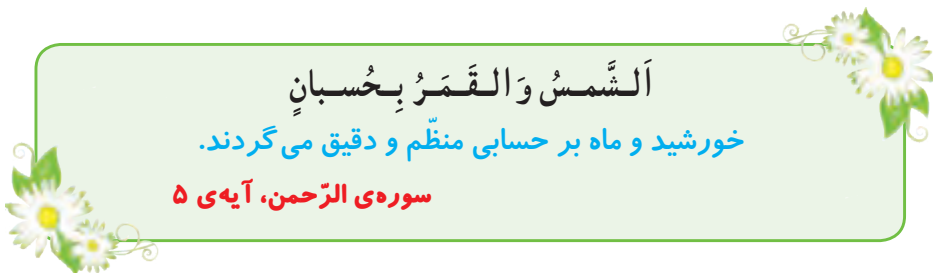 اَلشَّمسُ وَ القَمَرُ بِحُسبانٍ
خورشید و ماه بر حسابی منظّم و دقیق می‌گردند.
سوره‌ی الرّحمن، آیه‌ی ۵